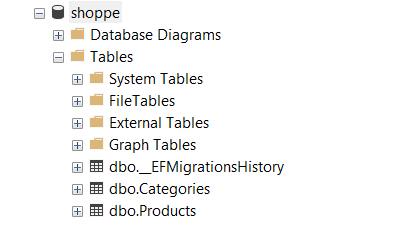 shoppe
Database Diagrams
Tables
System Tables
FileTables
External Tables
Graph Tables
dbo.__EFMigrationsHistory
dbo.Categories
dbo.Products